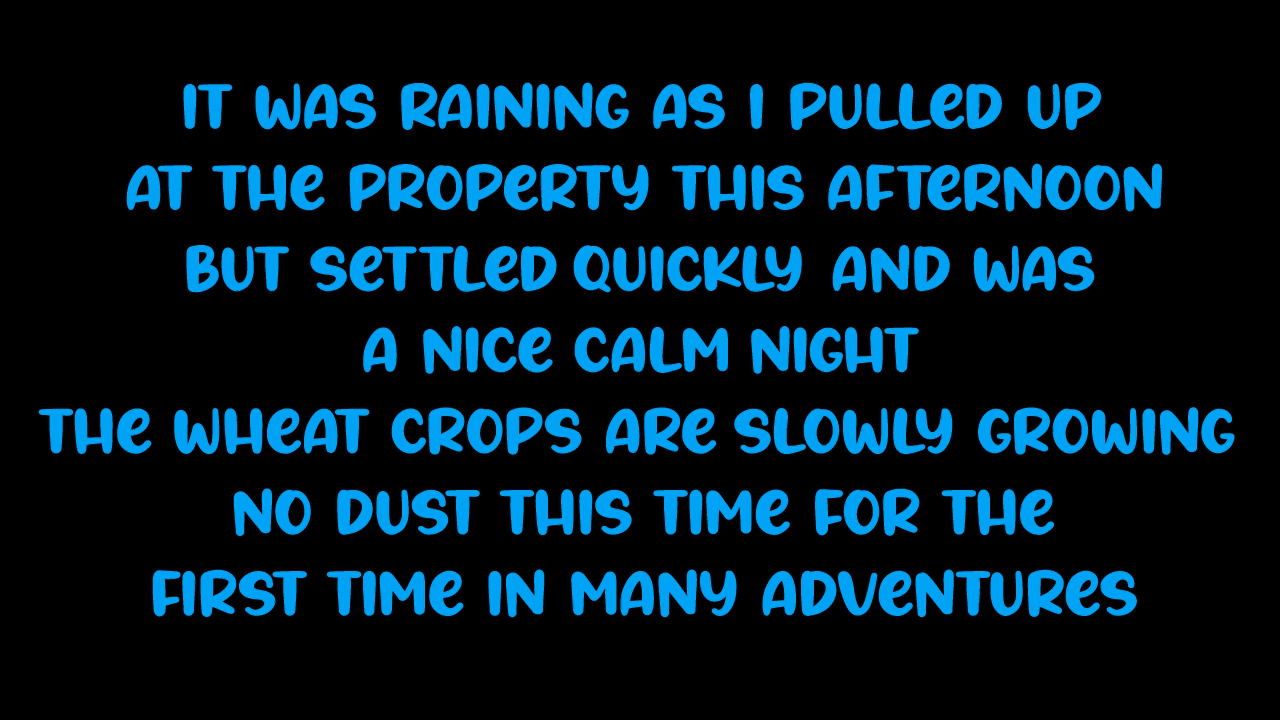 IT WAS RAINING AS I PULLED UP
AT THE PROPERTY THIS AFTERNOON
BUT SETTLED QUICKLY AND WAS
A NICE CALM NIGHT
THE WHEAT CROPS ARE SLOWLY GROWING
NO DUST THIS TIME FOR THE
FIRST TIME IN MANY ADVENTURES